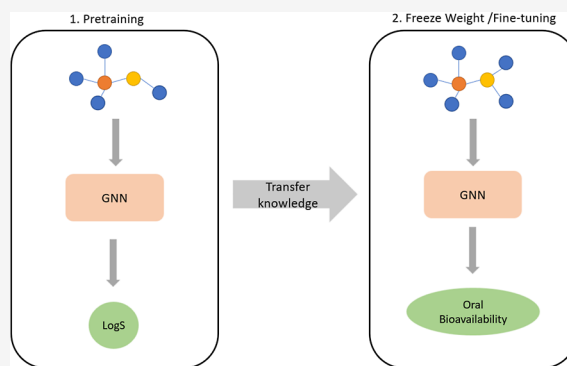 1. Pretraining
2. Freeze Weight /Fine-tuning
GNN
Transfer
knowledge
GNN
LogS
Oral
Bioavailability